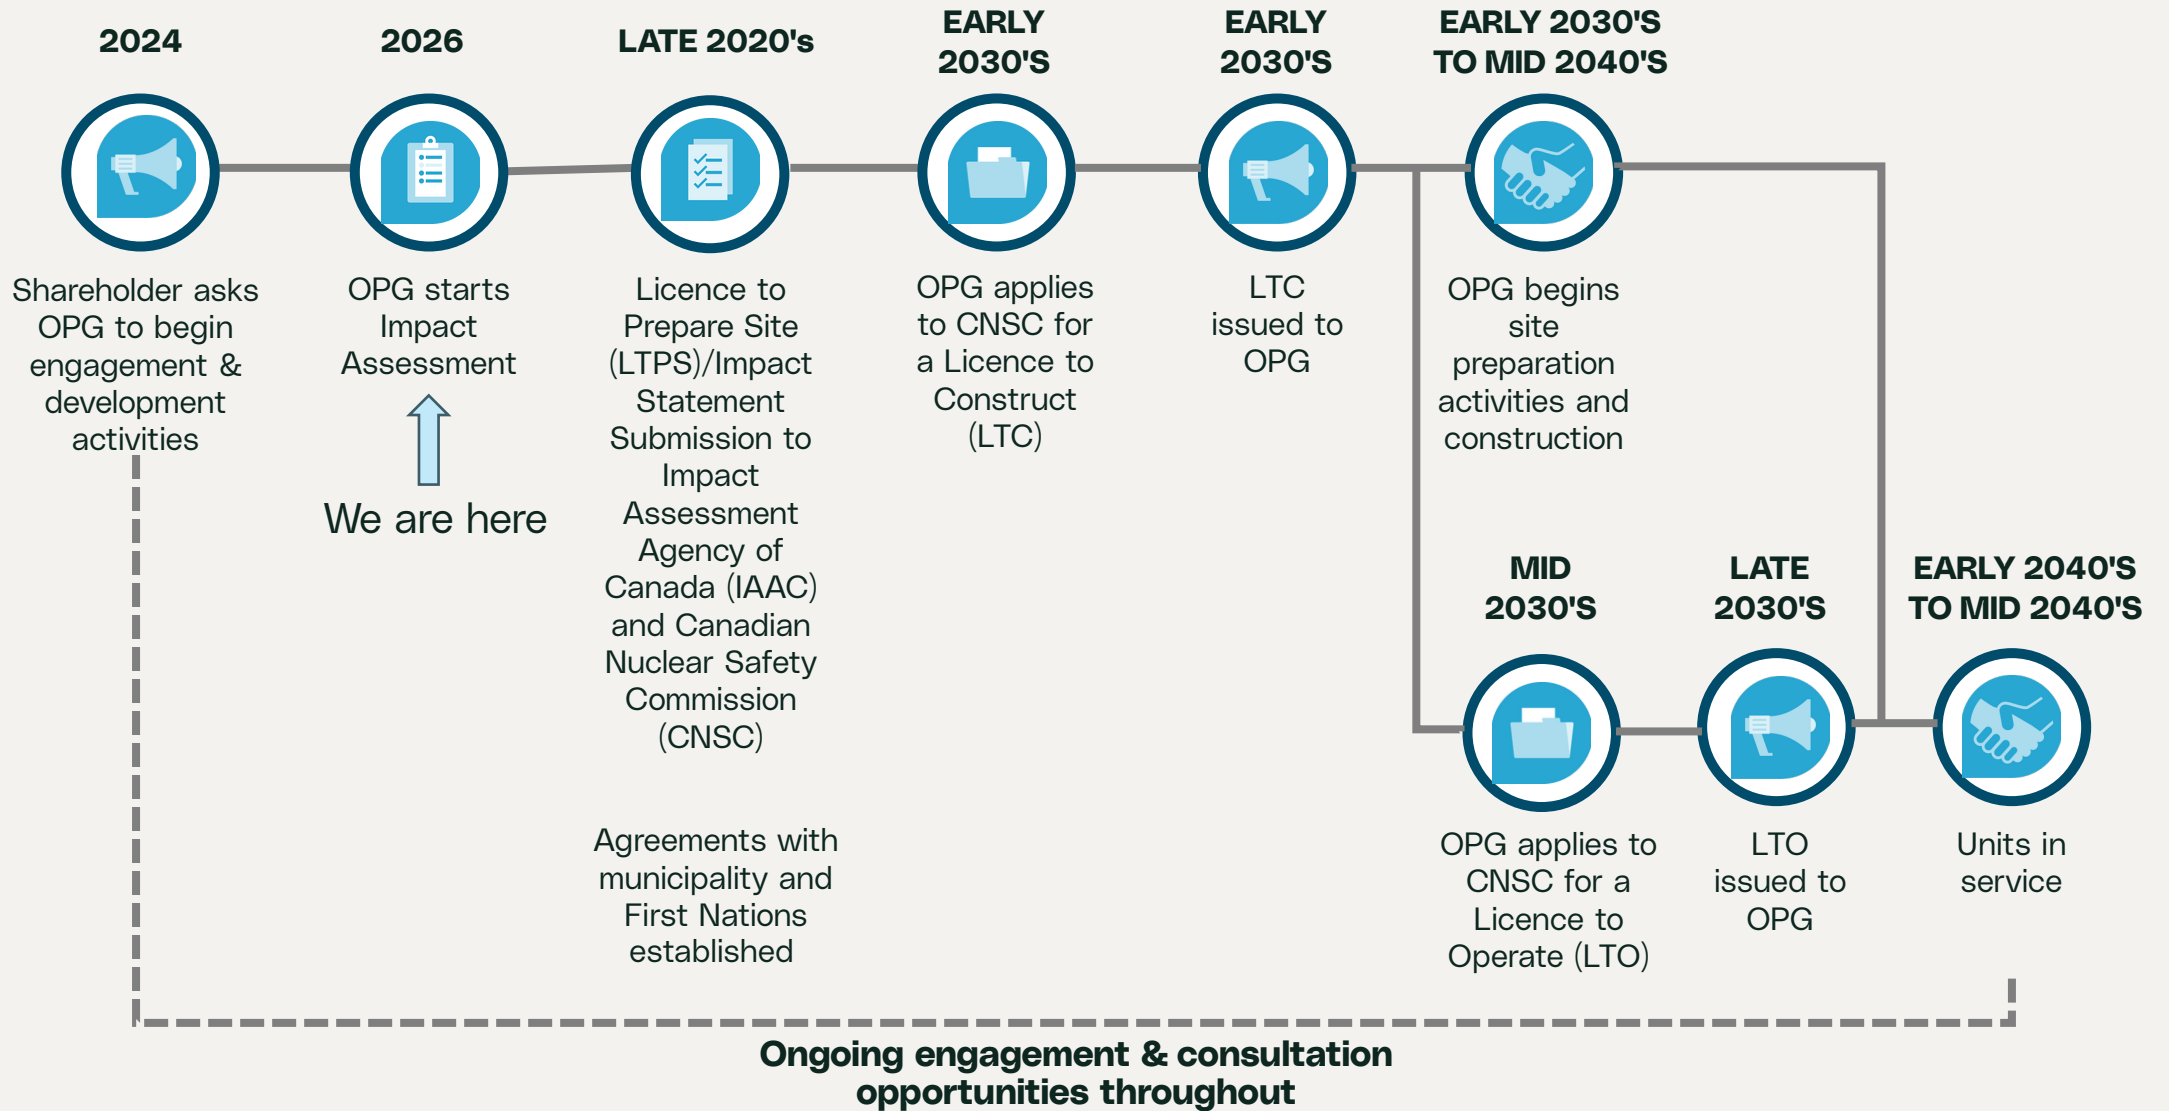 2024
Shareholder asks
OPG to begin
engagement &
development
activities
2026
OPG starts
Impact
Assessment
We are here
LATE 2020's
Licence to
Prepare Site
(LTPS)/Impact
Statement
Submission to
Impact
Assessment
Agency of
Canada (IAAC)
and Canadian
Nuclear Safety
Commission
(CNSC)
Agreements with
municipality and
First Nations
established
EARLY
2030'S
OPG applies
to CNSC for
a Licence to
Construct
(LTC)
EARLY
2030'S
LTC
issued to
OPG
EARLY 2030'S
TO MID 2040'S
OPG begins
site
preparation
activities and
construction
MID
2030'S
OPG applies to
CNSC for a
Licence to
Operate (LTO)
LATE
2030'S
LTO
issued to
OPG
EARLY 2040'S
TO MID 2040'S
Units in
service
Ongoing engagement & consultation
opportunities throughout